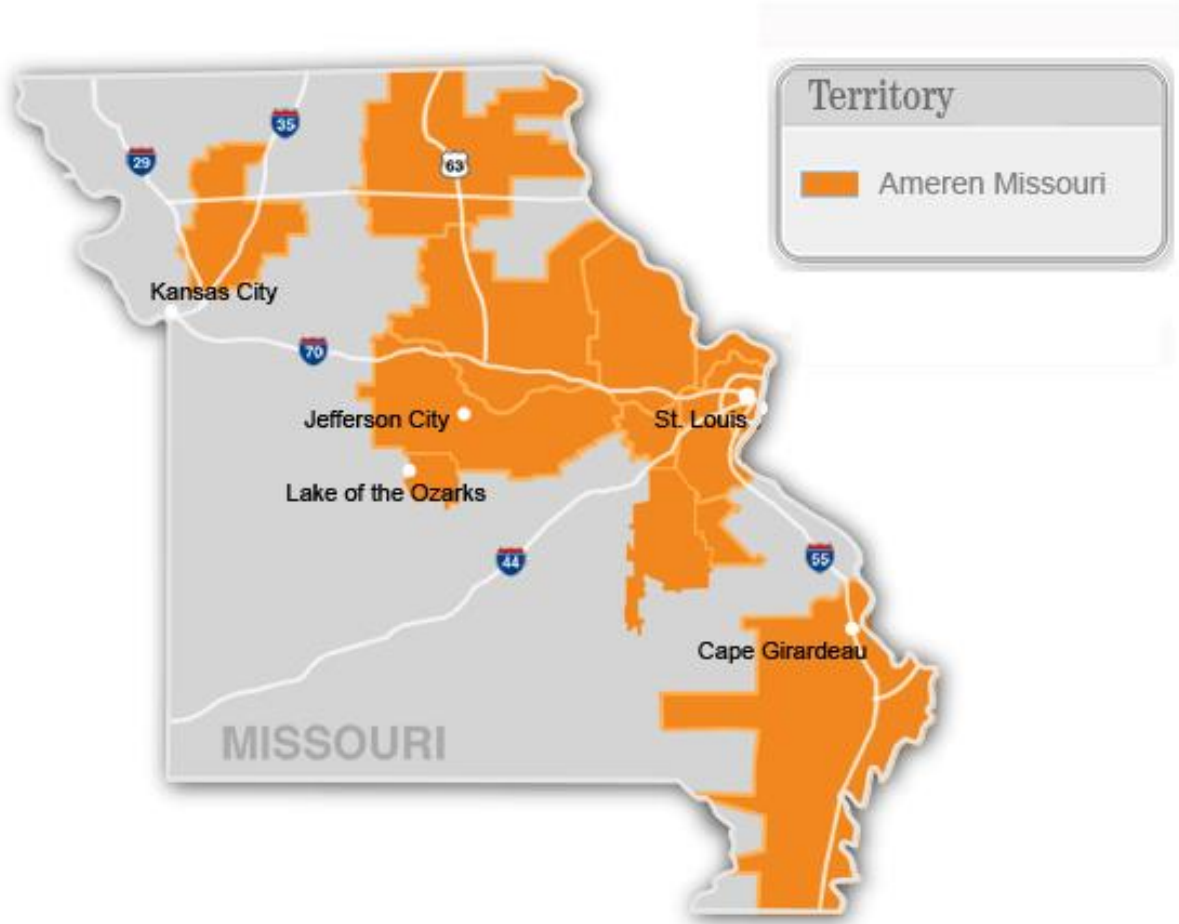 Territory
Ameren Missouri
35
29
63
Kansas City
70
Jefferson City
St. Louis
Lake of the Ozarks
44
55
Cape Girardeau
MISSOURI